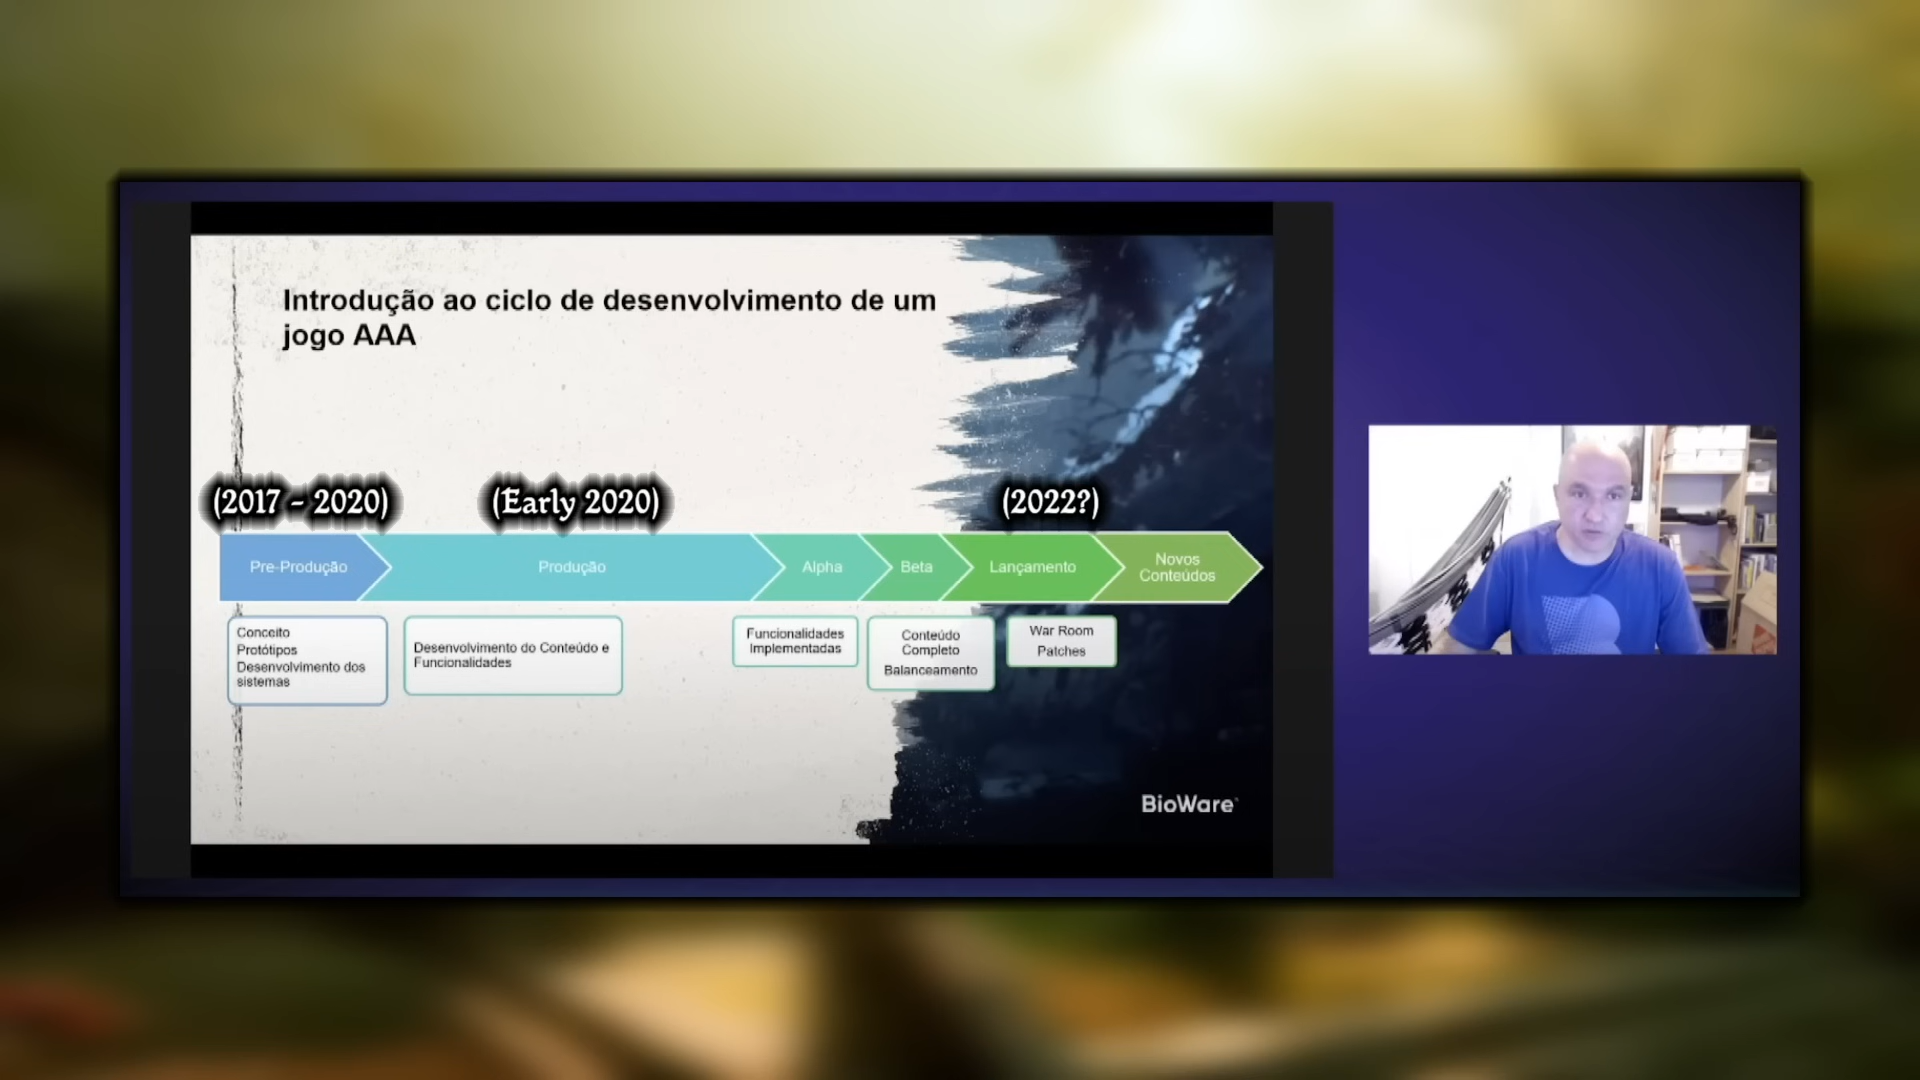 Introdução ao ciclo de desenvolvimento de um
jogo AAA
(2017 - 2020)
(Early 2020)
(2022?)
Pre-Produção
Produção
Alpha
Beta
Lançamento
Novos
Conteúdos
Conceito
Protótipos
Desenvolvimento dos
sistemas
Desenvolvimento do Conteúdo e
Funcionalidades
Funcionalidades
Implementadas
Conteúdo
Completo
Balanceamento
War Room
Patches
BioWare